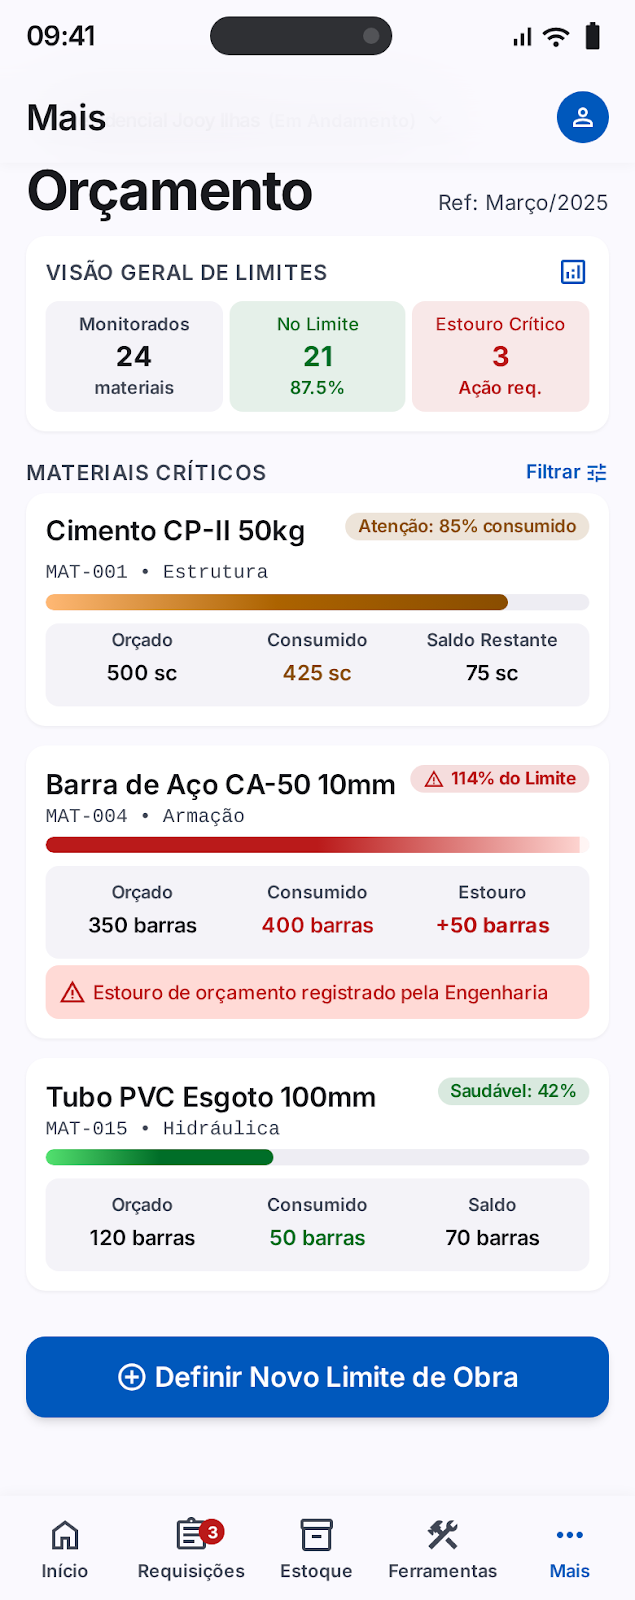 09:41
Mais
dencial Jooy Ilhas (Em Andamento)
Orçamento
Ref: Março/2025
VISÃO GERAL DE LIMITES
Monitorados
24
materiais
No Limite
21
87.5%
Estouro Crítico
3
Ação req.
MATERIAIS CRÍTICOS
Filtrar
Cimento CP-II 50kg
Atenção: 85% consumido
MAT-001 • Estrutura
Orçado
Consumido
Saldo Restante
500 sc
425 sc
75 sc
Barra de Aço CA-50 10mm
114% do Limite
MAT-004 • Armação
Orçado
Consumido
Estouro
350 barras
400 barras
+50 barras
Estouro de orçamento registrado pela Engenharia
Tubo PVC Esgoto 100mm
Saudável: 42%
MAT-015 • Hidráulica
Orçado
Consumido
Saldo
120 barras
50 barras
70 barras
Definir Novo Limite de Obra
Início
3
Requisições
Estoque
Ferramentas
Mais